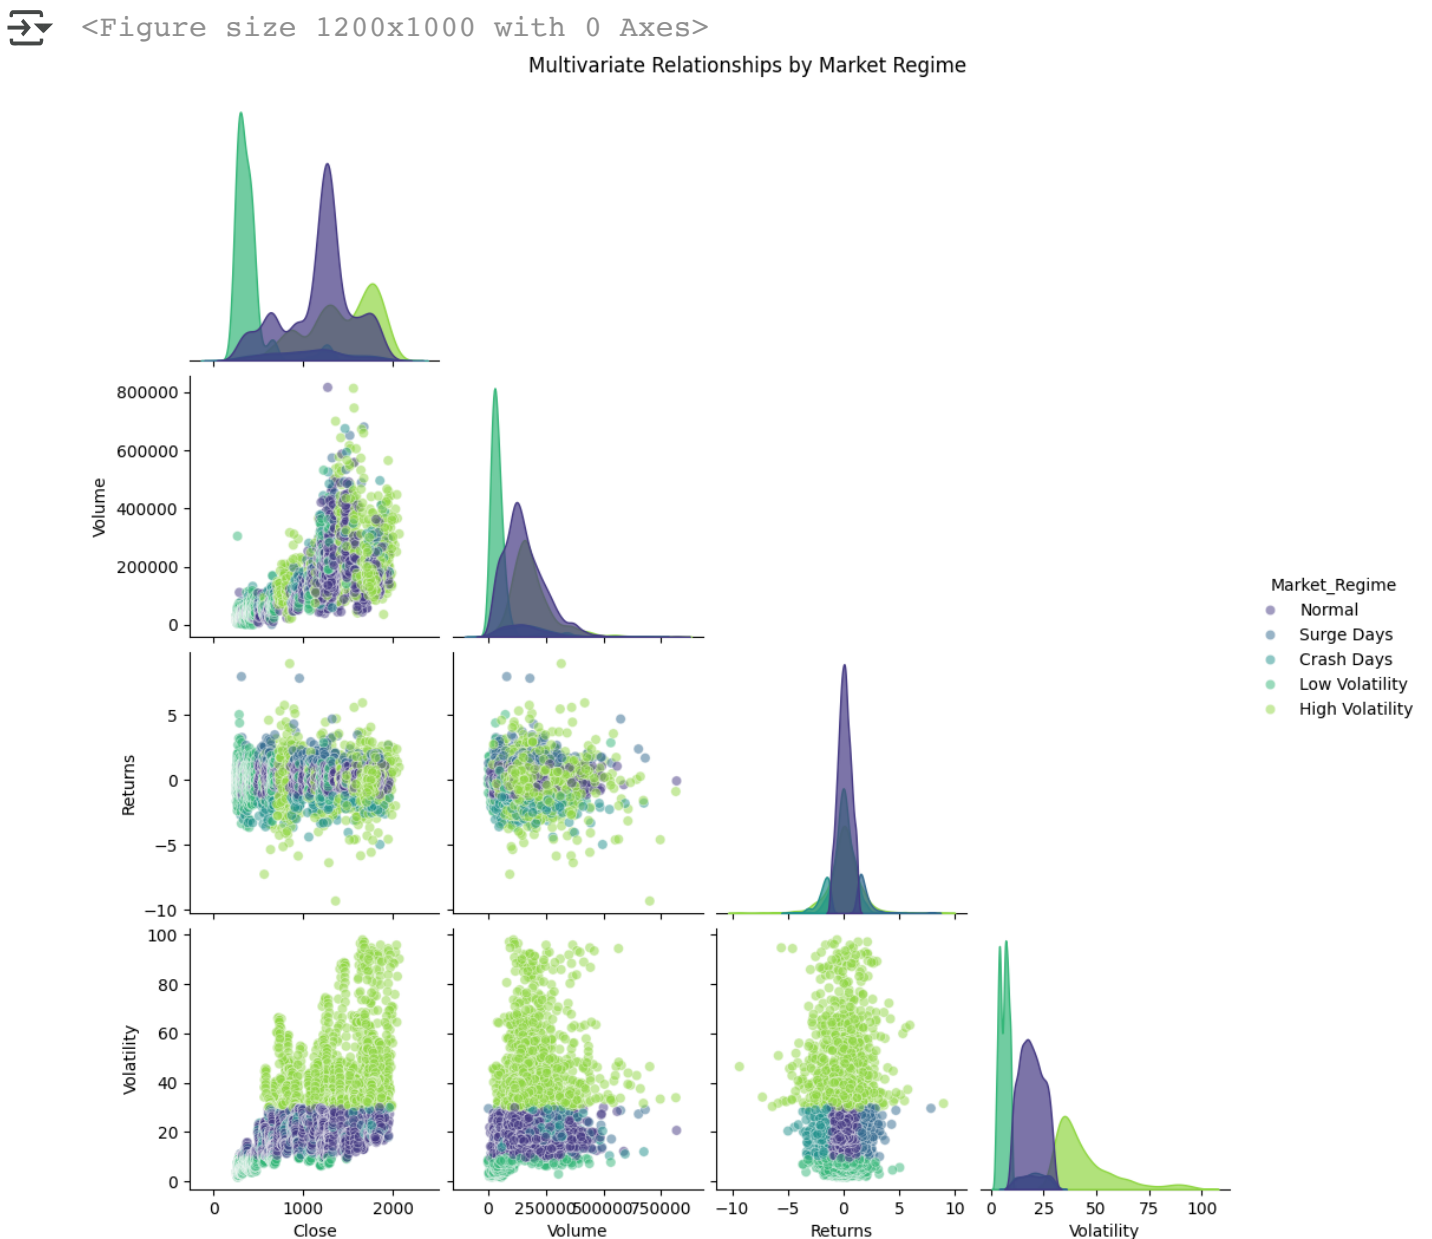 <Figure size 1200x1000 with 0 Axes>
Multivariate Relationships by Market Regime
800000
600000
400000
200000
0
Volume
5
0
−5
−10
Returns
100
80
60
40
20
0
Volatility
0 1000 2000
Close
0 250000 500000 750000
Volume
−10 −5 0 5 10
Returns
0 25 50 75 100
Volatility
Market_Regime
Normal
Surge Days
Crash Days
Low Volatility
High Volatility